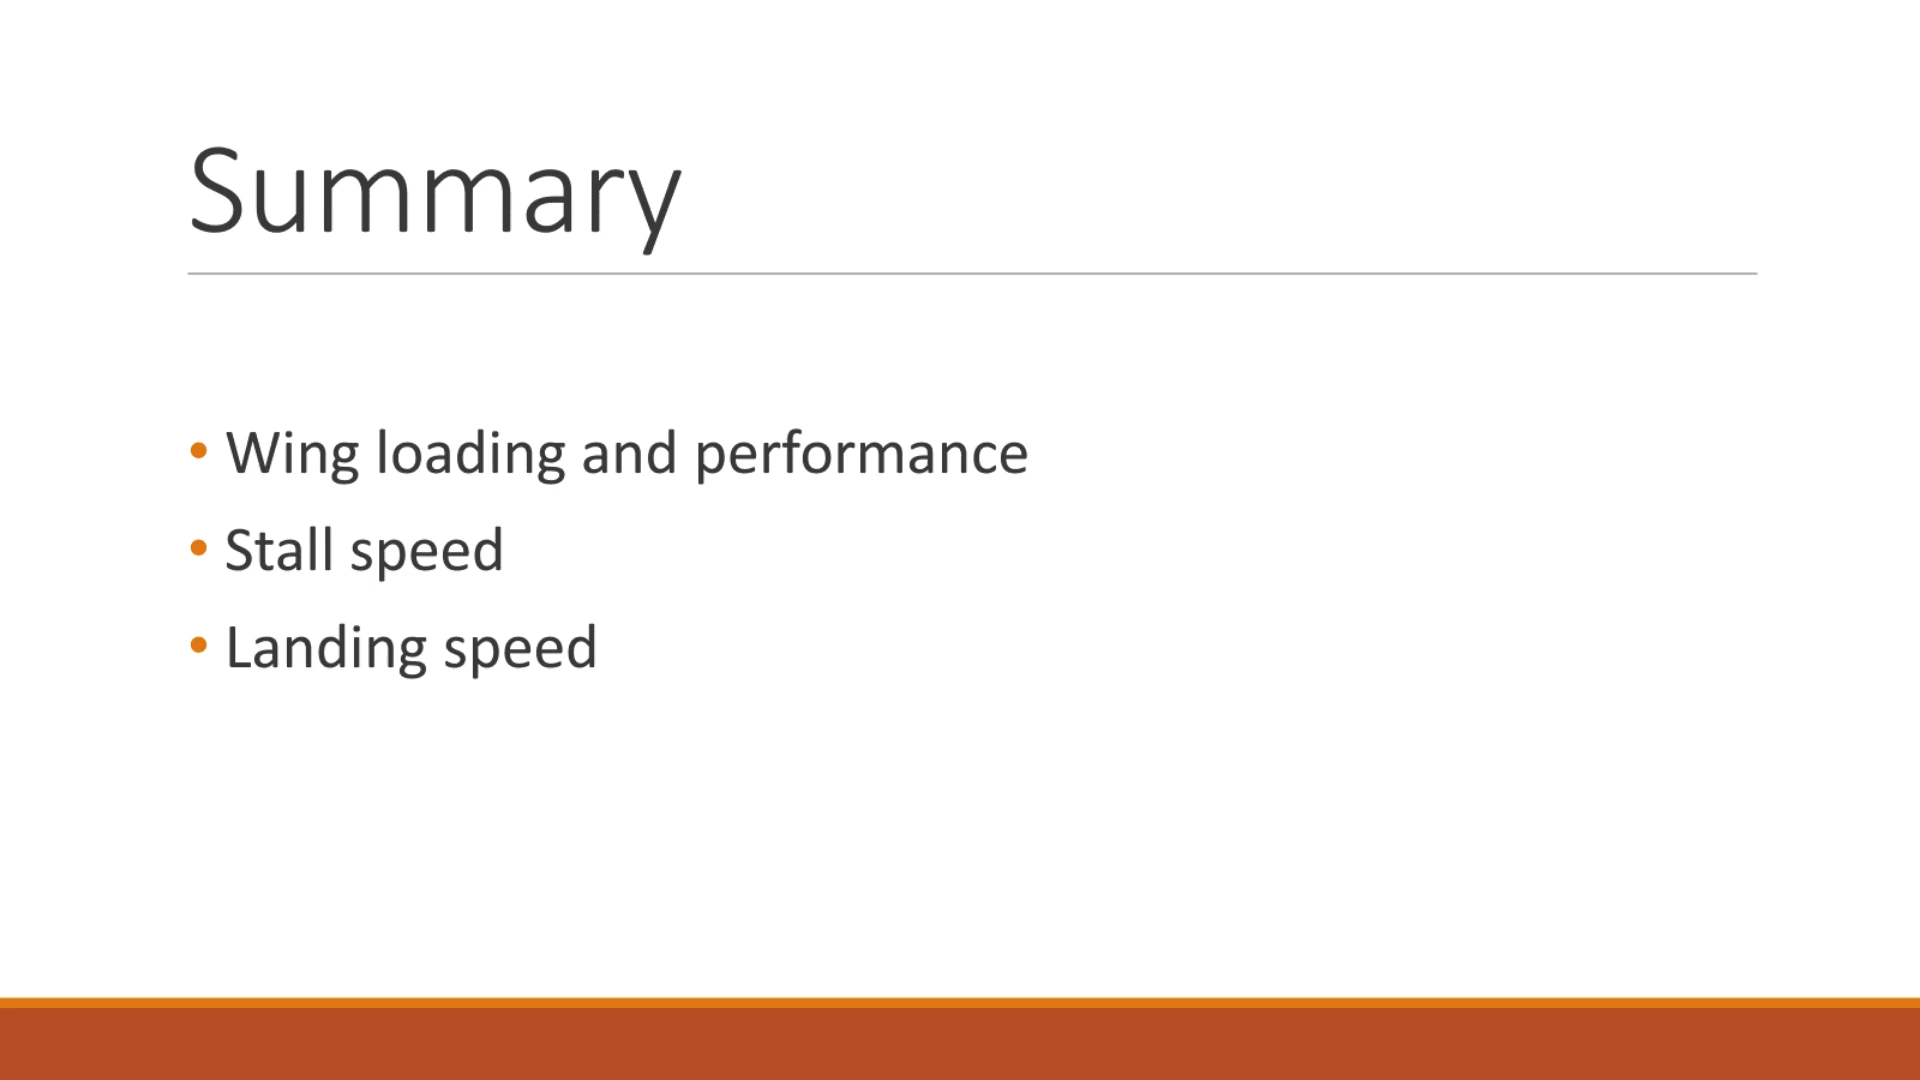 Summary
• Wing loading and performance
• Stall speed
• Landing speed